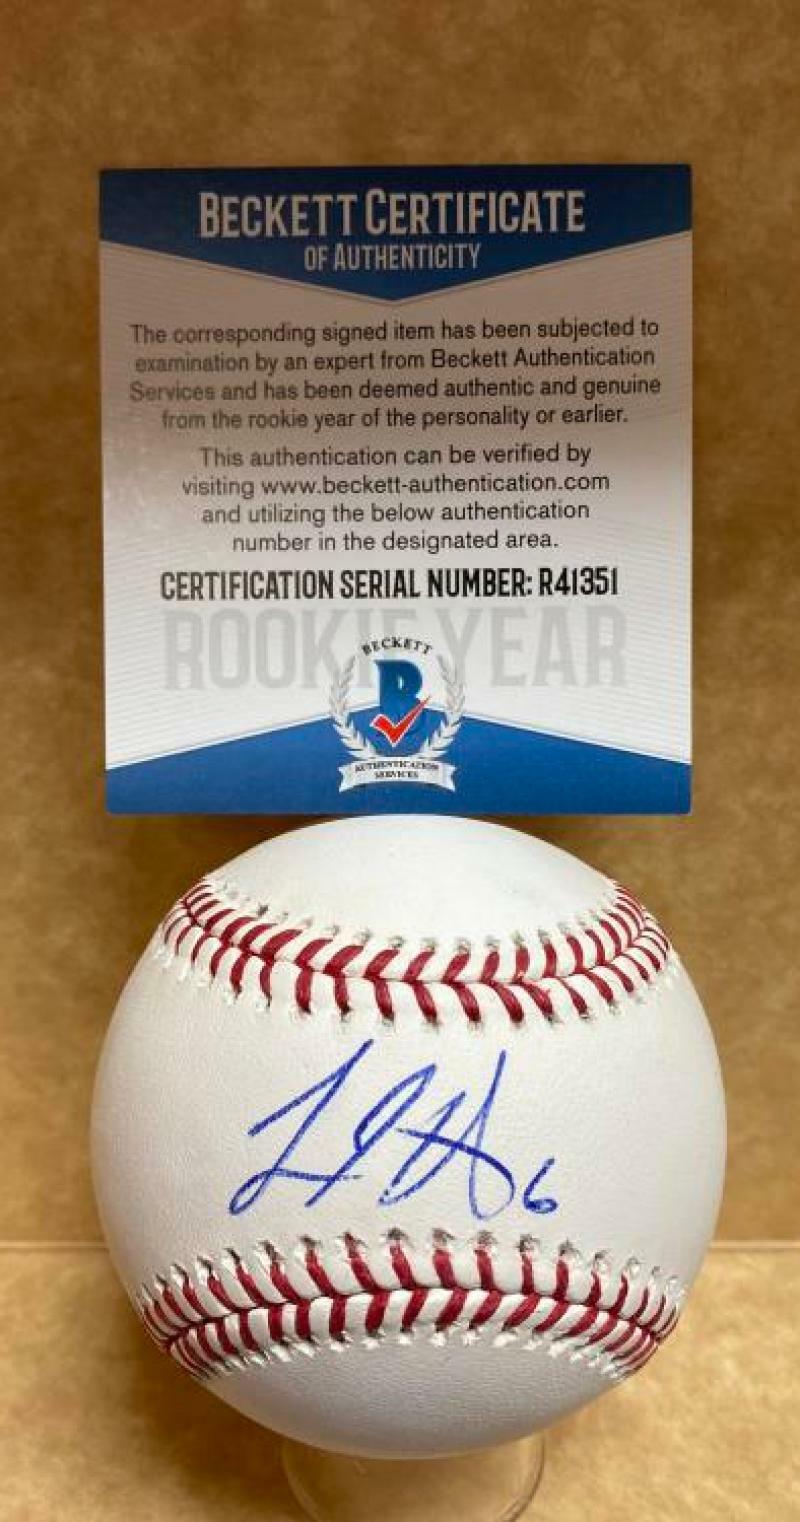 BECKETT CERTIFICATE
OF AUTHENTICITY
The corresponding signed item has been subjected to
examination by an expert from Beckett Authentication
Services and has been deemed authentic and genuine
from the rookie year of the personality or earlier.
This authentication can be verified by
visiting www.beckett-authentication.com
and utilizing the below authentication
number in the designated area.
CERTIFICATION SERIAL NUMBER: R41351
ROOKIE YEAR
BECKETT
B
AUTHENTICATION
SERVICES
6